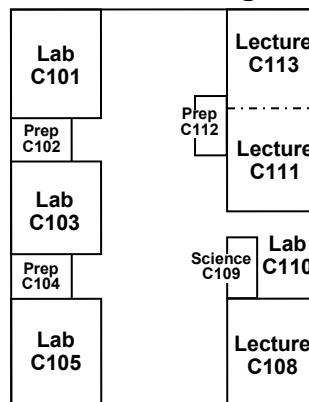 Lab
C101
Prep
C102
Lab
C103
Prep
C104
Lab
C105
Lecture
C113
Prep
C112
Lecture
C111
Science
C109
Lab
C110
Lecture
C108